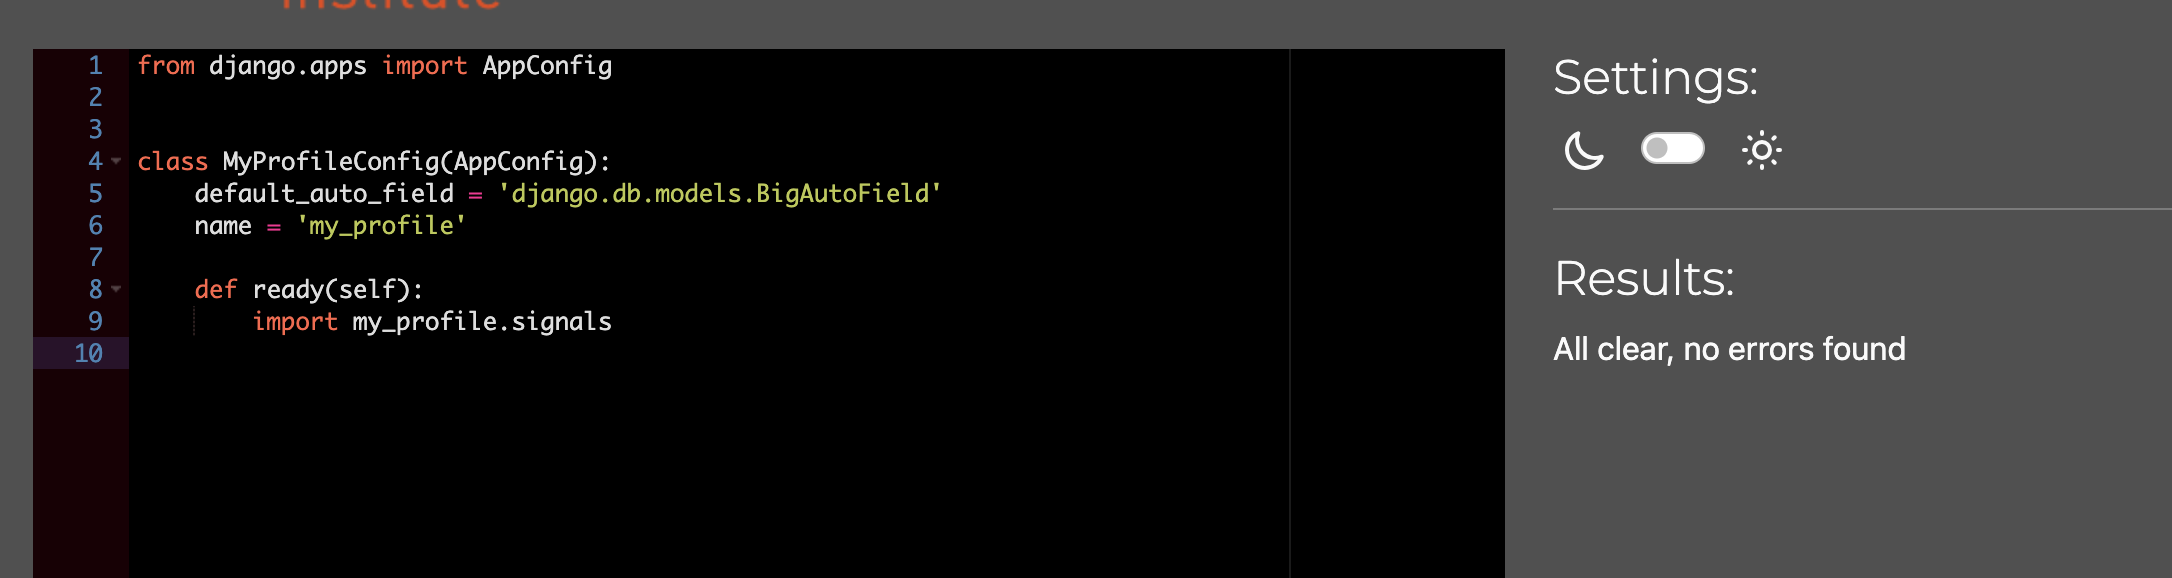 institute
1 from django.apps import AppConfig
2
3
4 class MyProfileConfig(AppConfig):
5 default_auto_field = 'django.db.models.BigAutoField'
6 name = 'my_profile'
7
8 def ready(self):
9 import my_profile.signals
10
Settings:
Results:
All clear, no errors found